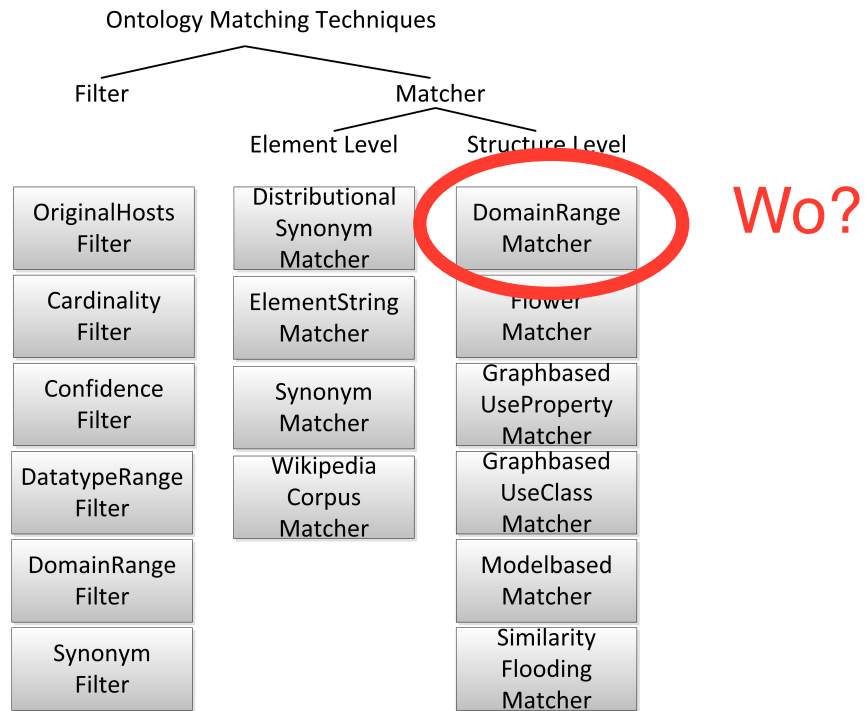 Ontology Matching Techniques
Filter
Matcher
Element Level
Structure Level
OriginalHosts
Filter
Cardinality
Filter
Confidence
Filter
DatatypeRange
Filter
DomainRange
Filter
Synonym
Filter
Distributional
Synonym
Matcher
ElementString
Matcher
Synonym
Matcher
Wikipedia
Corpus
Matcher
DomainRange
Matcher
Flower
Matcher
Graphbased
UseProperty
Matcher
Graphbased
UseClass
Matcher
Modelbased
Matcher
Similarity
Flooding
Matcher
Wo?